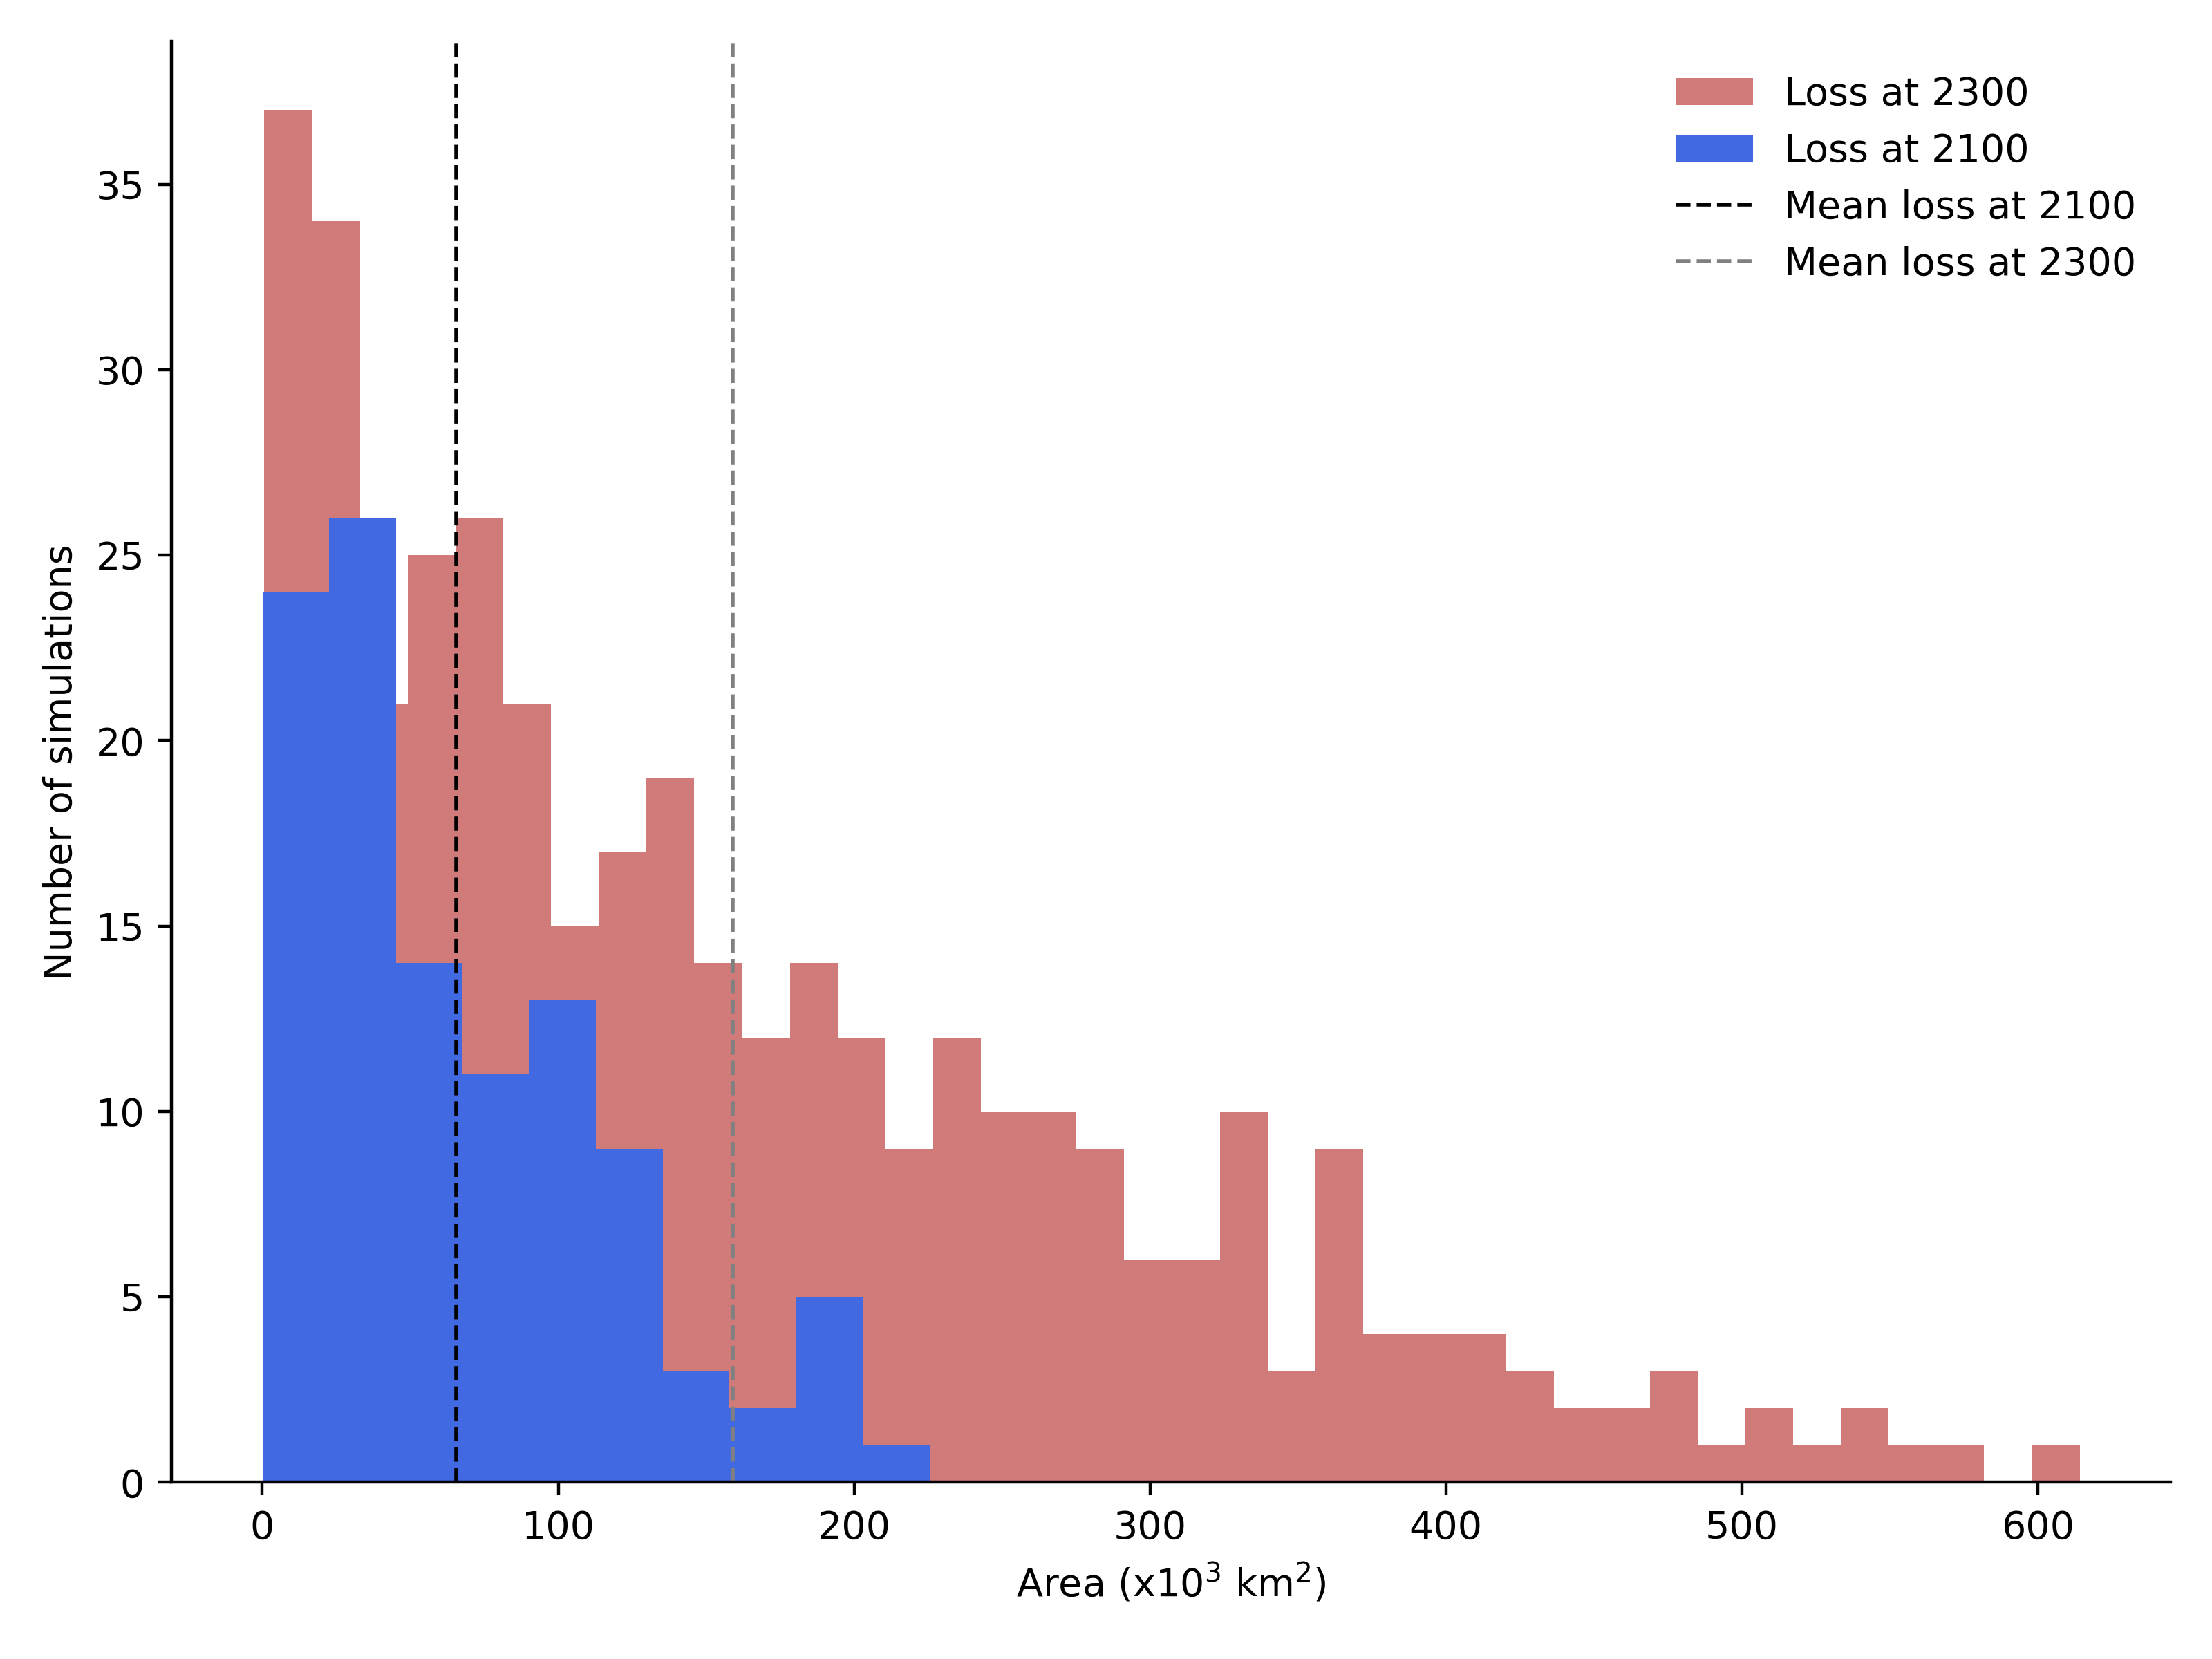 Loss at 2300
Loss at 2100
Mean loss at 2100
Mean loss at 2300
Number of simulations
35
30
25
20
15
10
5
0
0 100 200 300 400 500 600
Area (x10³ km²)